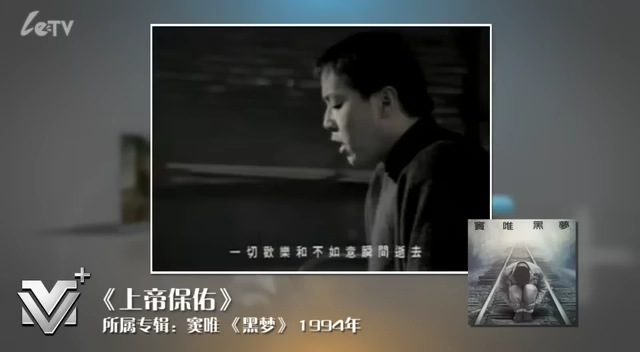 LeTV
一切歡樂和不如意瞬間逝去
竇唯黑夢
《上帝保佑》
所属专辑：窦唯《黑梦》1994年